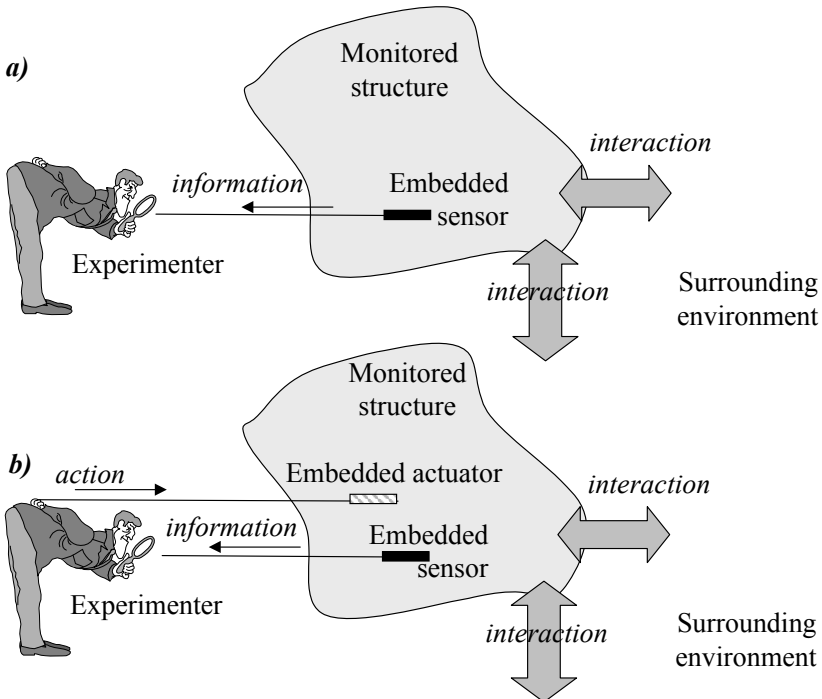 a)
Monitored
structure
interaction
information
Embedded
sensor
Experimenter
interaction
Surrounding
environment
Monitored
structure
b)
action
Embedded actuator
interaction
information
Embedded
sensor
Experimenter
interaction
Surrounding
environment